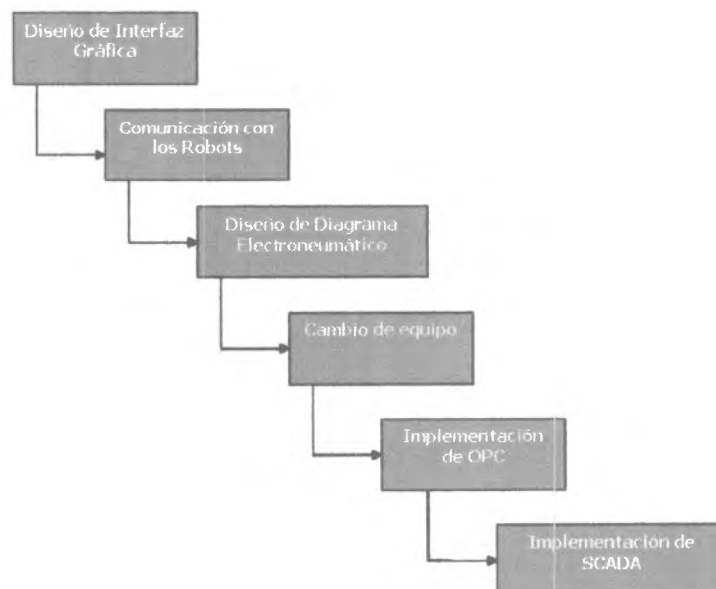 Diseño de Interfaz
Gráfica
Comunicación con
los Robots
Diseño de Diagrama
Electroneumático
Cambio de equipo
Implementación
de OPC
Implementación de
SCADA